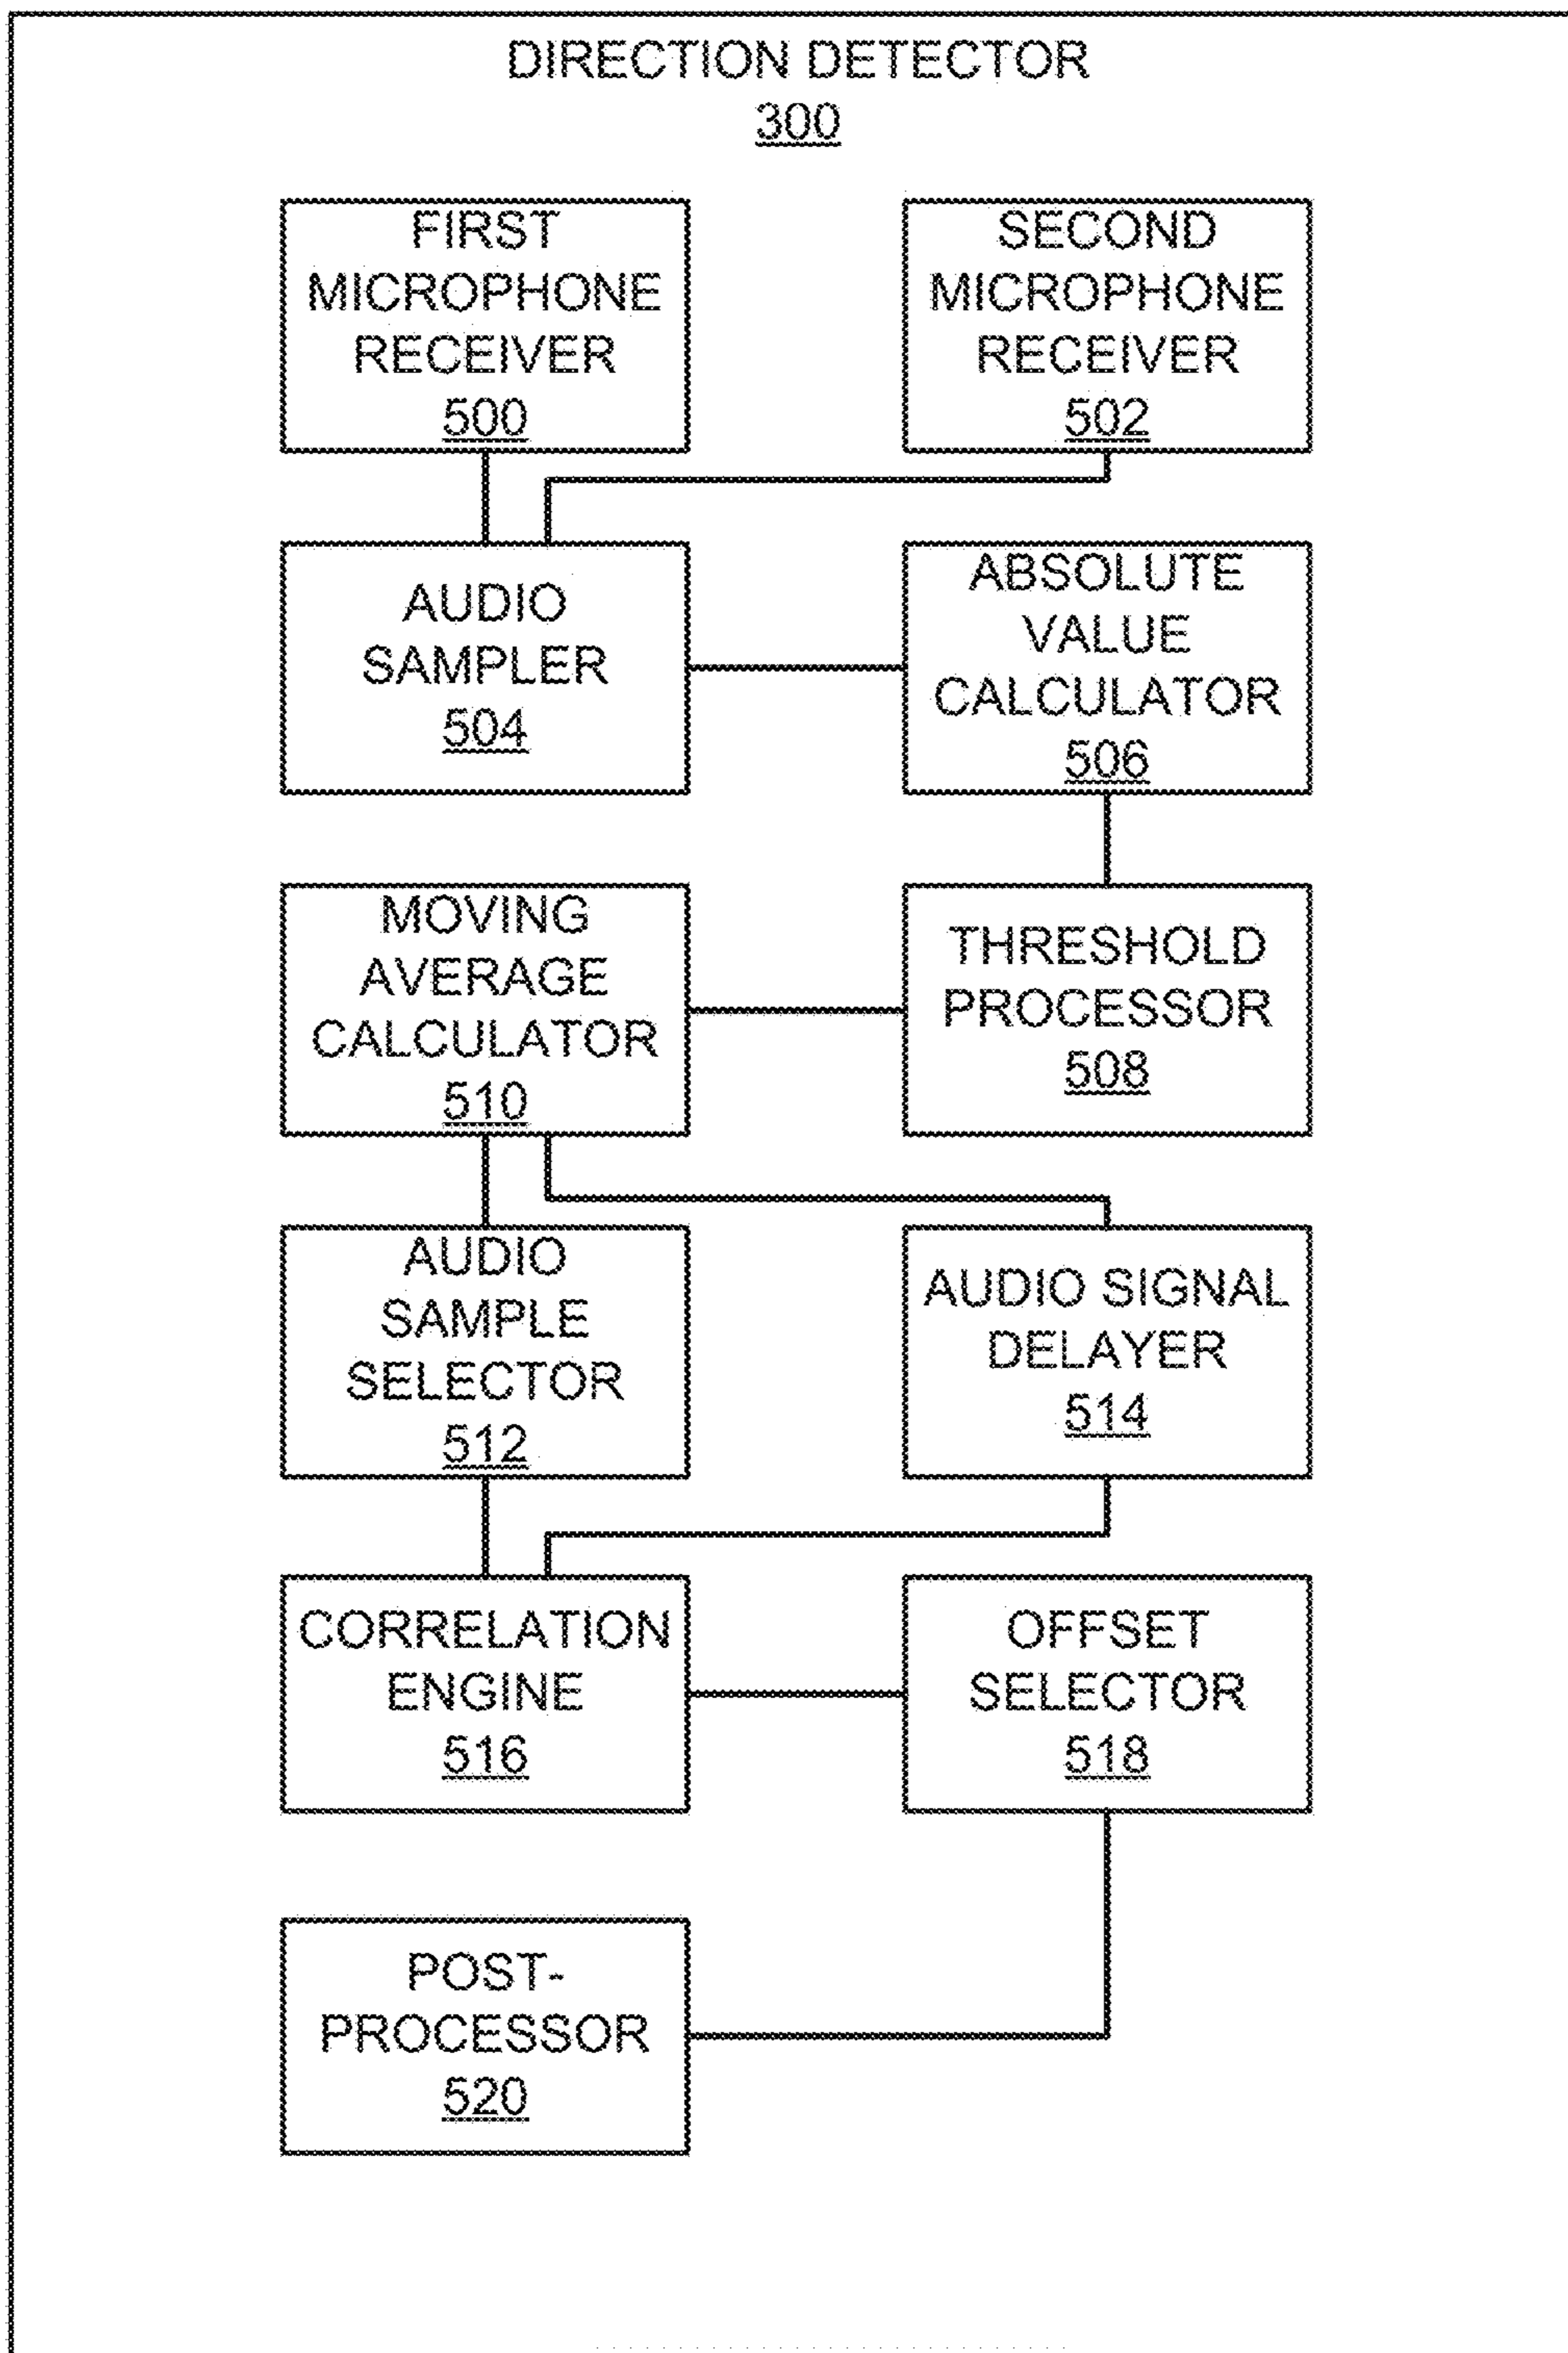 DIRECTION DETECTOR
300
FIRST
MICROPHONE
RECEIVER
500
SECOND
MICROPHONE
RECEIVER
502
AUDIO
SAMPLER
504
ABSOLUTE
VALUE
CALCULATOR
506
MOVING
AVERAGE
CALCULATOR
510
THRESHOLD
PROCESSOR
508
AUDIO
SAMPLE
SELECTOR
512
AUDIO SIGNAL
DELAYER
514
CORRELATION
ENGINE
516
OFFSET
SELECTOR
518
POST-
PROCESSOR
520